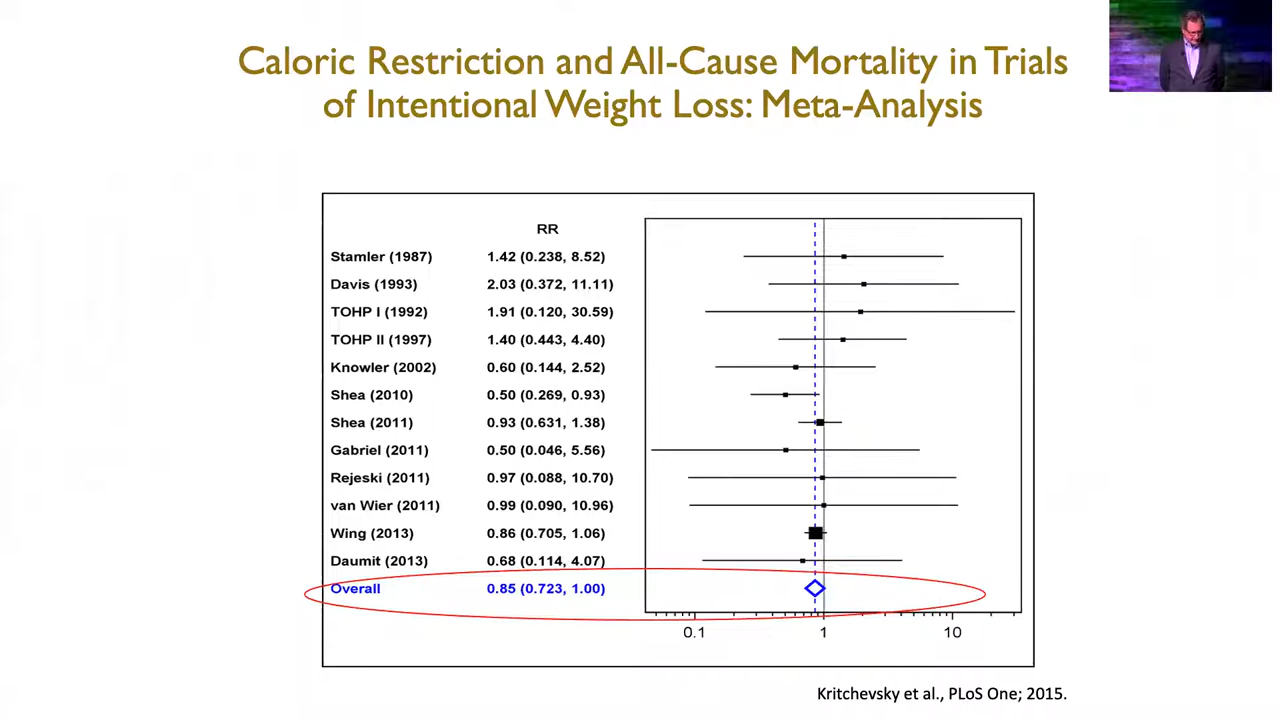 Caloric Restriction and All-Cause Mortality in Trials
of Intentional Weight Loss: Meta-Analysis
RR
Stamler (1987) 1.42 (0.238, 8.52)
Davis (1993) 2.03 (0.372, 11.11)
TOHP I (1992) 1.91 (0.120, 30.59)
TOHP II (1997) 1.40 (0.443, 4.40)
Knowler (2002) 0.60 (0.144, 2.52)
Shea (2010) 0.50 (0.269, 0.93)
Shea (2011) 0.93 (0.631, 1.38)
Gabriel (2011) 0.50 (0.046, 5.56)
Rejeski (2011) 0.97 (0.088, 10.70)
van Wier (2011) 0.99 (0.090, 10.96)
Wing (2013) 0.86 (0.705, 1.06)
Daumit (2013) 0.68 (0.114, 4.07)
Overall 0.85 (0.723, 1.00)
0.1 1 10
Kritchevsky et al., PLoS One; 2015.